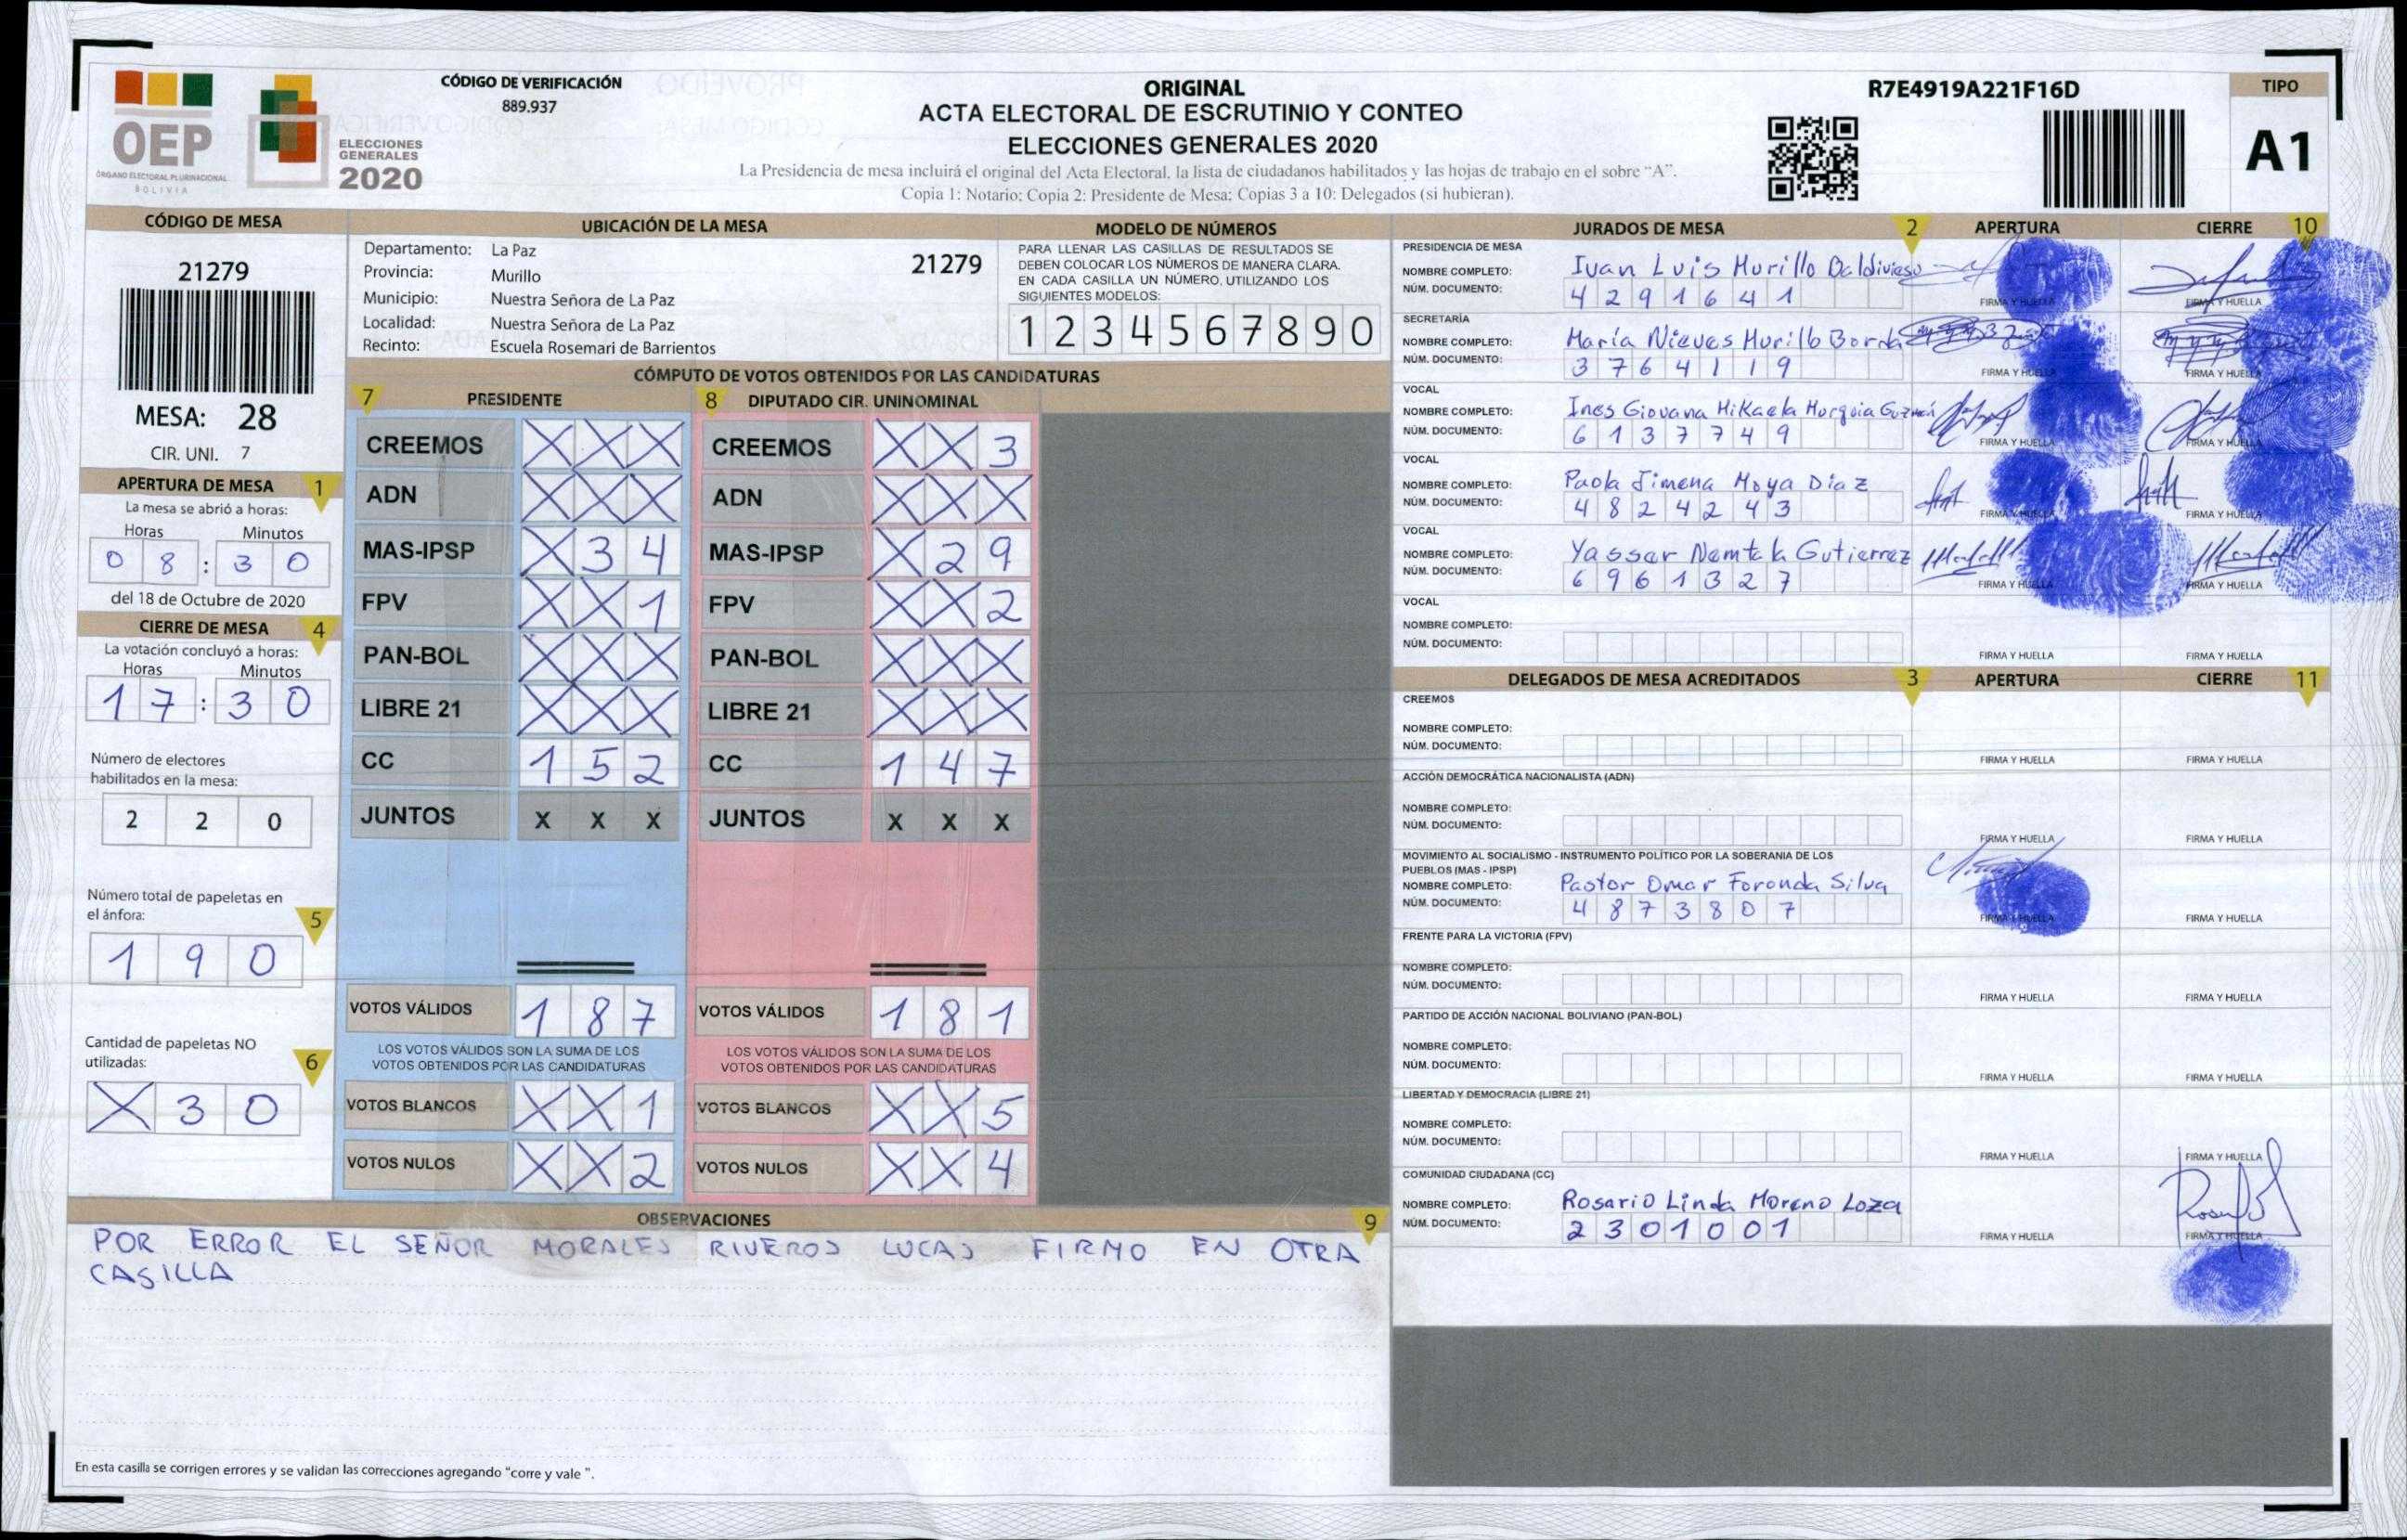 OEP
ÓRGANO ELECTORAL PLURINACIONAL
BOLIVIA
ELECCIONES
GENERALES
2020
CÓDIGO DE VERIFICACIÓN
889.937
ORIGINAL
ACTA ELECTORAL DE ESCRUTINIO Y CONTEO
ELECCIONES GENERALES 2020
La Presidencia de mesa incluirá el original del Acta Electoral, la lista de ciudadanos habilitados y las hojas de trabajo en el sobre "A".
Copia 1: Notario; Copia 2: Presidente de Mesa; Copias 3 a 10: Delegados (si hubieran).
R7E4919A221F16D
TIPO
A1
CÓDIGO DE MESA
21279
MESA: 28
CIR. UNI. 7
UBICACIÓN DE LA MESA
Departamento: La Paz
21279
Provincia: Murillo
Municipio: Nuestra Señora de La Paz
Localidad: Nuestra Señora de La Paz
Recinto: Escuela Rosemari de Barrientos
MODELO DE NÚMEROS
PARA LLENAR LAS CASILLAS DE RESULTADOS SE
DEBEN COLOCAR LOS NÚMEROS DE MANERA CLARA.
EN CADA CASILLA UN NÚMERO, UTILIZANDO LOS
SIGUIENTES MODELOS:
1 2 3 4 5 6 7 8 9 0
APERTURA DE MESA 1
La mesa se abrió a horas:
Horas Minutos
0 8 : 3 0
del 18 de Octubre de 2020
CIERRE DE MESA 4
La votación concluyó a horas:
Horas Minutos
1 7 : 3 0
Número de electores
habilitados en la mesa:
2 2 0
Número total de papeletas en
el ánfora: 5
1 9 0
Cantidad de papeletas NO
utilizadas: 6
X 3 0
CÓMPUTO DE VOTOS OBTENIDOS POR LAS CANDIDATURAS
7 PRESIDENTE
CREEMOS X X X
ADN X X X
MAS-IPSP X 3 4
FPV X X 1
PAN-BOL X X X
LIBRE 21 X X X
CC 1 5 2
JUNTOS X X X
VOTOS VÁLIDOS 1 8 7
LOS VOTOS VÁLIDOS SON LA SUMA DE LOS
VOTOS OBTENIDOS POR LAS CANDIDATURAS
VOTOS BLANCOS X X 1
VOTOS NULOS X X 2
8 DIPUTADO CIR. UNINOMINAL
CREEMOS X X 3
ADN X X X
MAS-IPSP X 2 9
FPV X X 2
PAN-BOL X X X
LIBRE 21 X X X
CC 1 4 7
JUNTOS X X X
VOTOS VÁLIDOS 1 8 1
LOS VOTOS VÁLIDOS SON LA SUMA DE LOS
VOTOS OBTENIDOS POR LAS CANDIDATURAS
VOTOS BLANCOS X X 5
VOTOS NULOS X X 4
OBSERVACIONES 9
POR ERROR EL SEÑOR MORALES RIVEROS LUCAS FIRMO EN OTRA
CASILLA
En esta casilla se corrigen errores y se validan las correcciones agregando "corre y vale ".
JURADOS DE MESA 2 APERTURA CIERRE 10
PRESIDENCIA DE MESA
NOMBRE COMPLETO: Ivan Luis Murillo Baldivieso
NÚM. DOCUMENTO: 4 2 9 1 6 4 1
FIRMA Y HUELLA FIRMA Y HUELLA
SECRETARÍA
NOMBRE COMPLETO: María Nieves Murillo Borda
NÚM. DOCUMENTO: 3 7 6 4 1 1 9
FIRMA Y HUELLA FIRMA Y HUELLA
VOCAL
NOMBRE COMPLETO: Ines Giovana Mikaela Murguia Guzmán
NÚM. DOCUMENTO: 6 1 3 7 7 4 9
FIRMA Y HUELLA FIRMA Y HUELLA
VOCAL
NOMBRE COMPLETO: Paola Jimena Moya Diaz
NÚM. DOCUMENTO: 4 8 2 4 2 4 3
FIRMA Y HUELLA FIRMA Y HUELLA
VOCAL
NOMBRE COMPLETO: Yassar Nemtala Gutierrez
NÚM. DOCUMENTO: 6 9 6 1 3 2 7
FIRMA Y HUELLA FIRMA Y HUELLA
VOCAL
NOMBRE COMPLETO:
NÚM. DOCUMENTO:
FIRMA Y HUELLA FIRMA Y HUELLA
DELEGADOS DE MESA ACREDITADOS 3 APERTURA CIERRE 11
CREEMOS
NOMBRE COMPLETO:
NÚM. DOCUMENTO:
FIRMA Y HUELLA FIRMA Y HUELLA
ACCIÓN DEMOCRÁTICA NACIONALISTA (ADN)
NOMBRE COMPLETO:
NÚM. DOCUMENTO:
FIRMA Y HUELLA FIRMA Y HUELLA
MOVIMIENTO AL SOCIALISMO - INSTRUMENTO POLÍTICO POR LA SOBERANIA DE LOS
PUEBLOS (MAS - IPSP)
NOMBRE COMPLETO: Pastor Omar Foronda Silva
NÚM. DOCUMENTO: 4 8 7 3 8 0 7
FIRMA Y HUELLA FIRMA Y HUELLA
FRENTE PARA LA VICTORIA (FPV)
NOMBRE COMPLETO:
NÚM. DOCUMENTO:
FIRMA Y HUELLA FIRMA Y HUELLA
PARTIDO DE ACCIÓN NACIONAL BOLIVIANO (PAN-BOL)
NOMBRE COMPLETO:
NÚM. DOCUMENTO:
FIRMA Y HUELLA FIRMA Y HUELLA
LIBERTAD Y DEMOCRACIA (LIBRE 21)
NOMBRE COMPLETO:
NÚM. DOCUMENTO:
FIRMA Y HUELLA FIRMA Y HUELLA
COMUNIDAD CIUDADANA (CC)
NOMBRE COMPLETO: Rosario Linda Moreno Loza
NÚM. DOCUMENTO: 2 3 0 1 0 0 1
FIRMA Y HUELLA FIRMA Y HUELLA